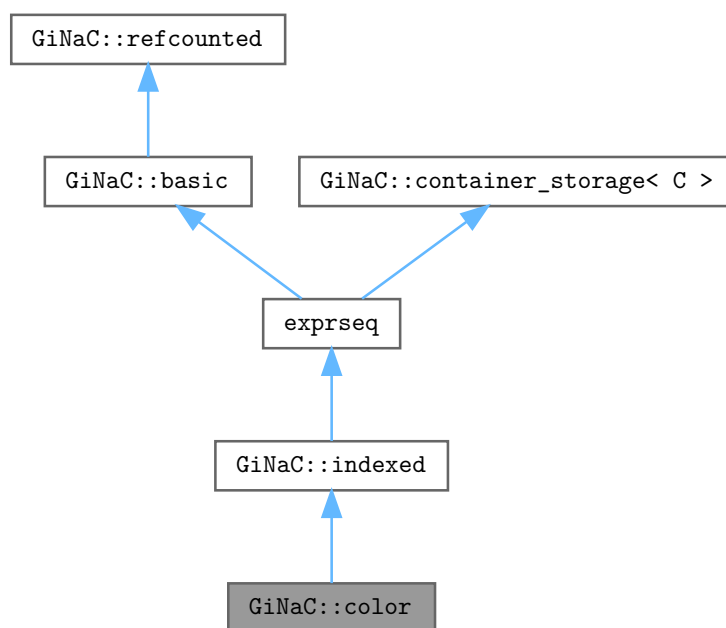 GiNaC::refcounted
GiNaC::basic
GiNaC::container_storage< C >
exprseq
GiNaC::indexed
GiNaC::color